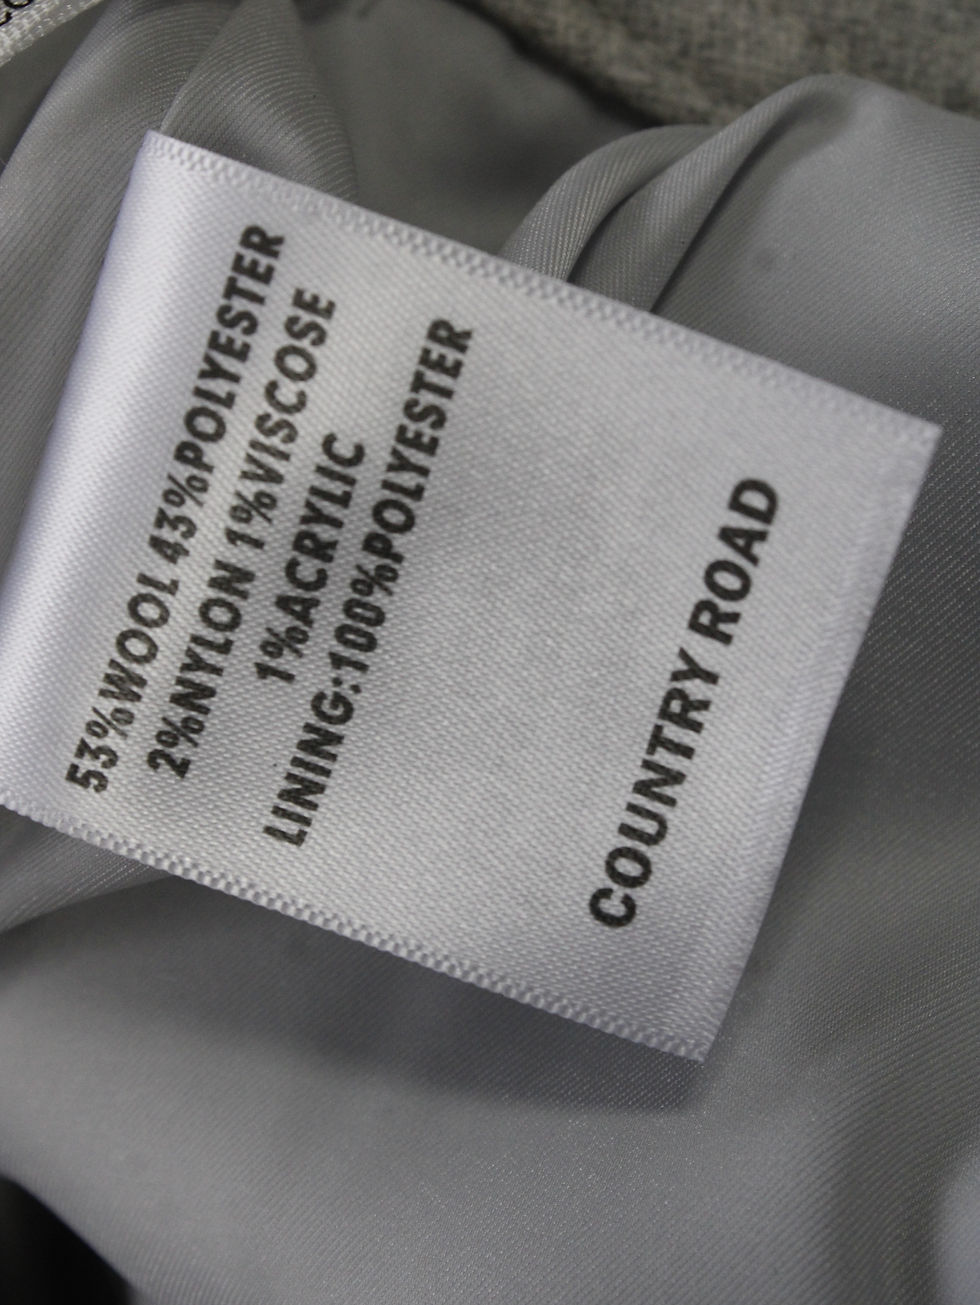 53%WOOL 43%POLYESTER
2%NYLON 1%VISCOSE
1%ACRYLIC
LINING:100%POLYESTER
COUNTRY ROAD